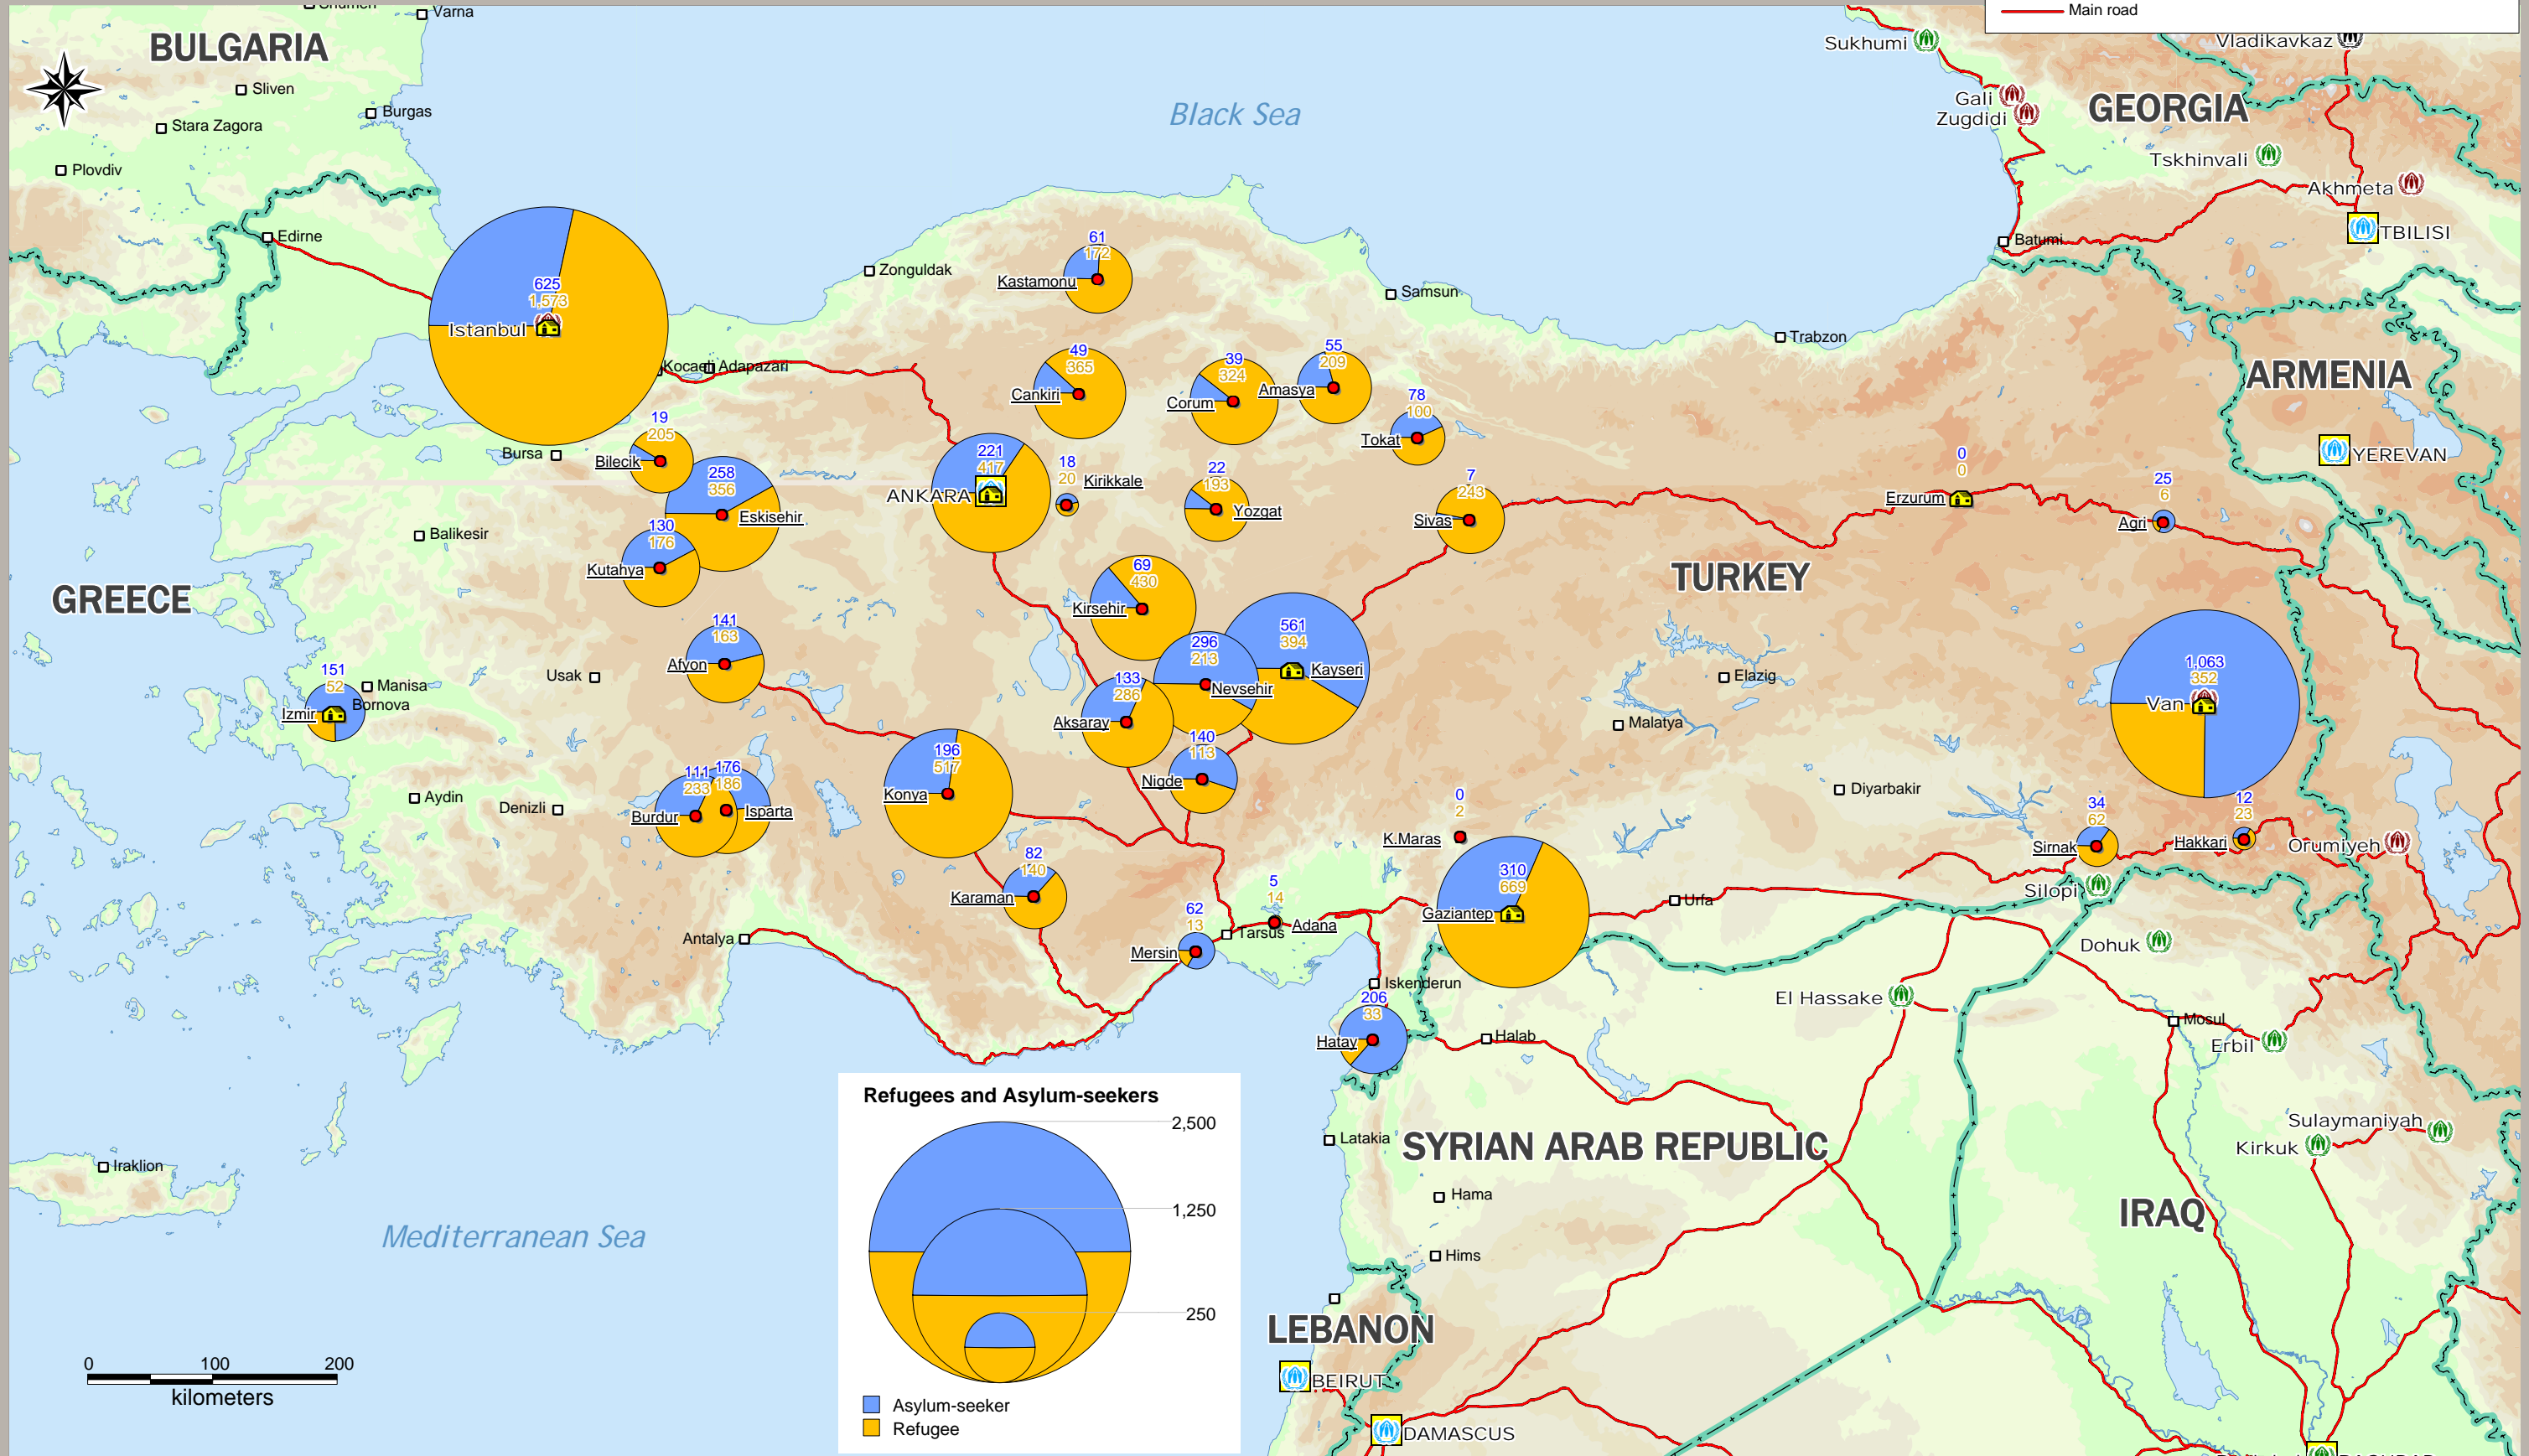 Varna
Main road
BULGARIA
Sukhumi
Vladikavkaz
Sliven
Gali
GEORGIA
Burgas
Black Sea
Zugdidi
Stara Zagora
Tskhinvali
Plovdiv
Akhmeta
Edirne
TBILISI
61
172
Batumi
Zonguldak
Kastamonu
625
1,573
Samsun
Istanbul
Trabzon
49
365
39
324
55
209
Kocaeli
Adapazari
ARMENIA
Cankiri
Corum
Amasya
78
100
19
205
Tokat
Bursa
Bilecik
221
417
18
20
0
0
YEREVAN
258
356
Kirikkale
22
193
7
243
25
6
ANKARA
Erzurum
Eskisehir
Yozgat
Sivas
Agri
130
176
Balikesir
Kutahya
69
430
TURKEY
GREECE
Kirsehir
141
163
296
213
561
394
Afyon
1,063
352
151
52
Usak
Kayseri
Elazig
Manisa
133
286
Nevsehir
Bornova
Van
Izmir
Aksaray
Malatya
196
517
140
113
111
233
176
186
Nigde
Konya
Diyarbakir
Aydin
Denizli
0
2
34
62
12
23
Burdur
Isparta
K.Maras
Sirnak
Hakkari
Orumiyeh
82
140
310
669
5
14
Silopi
Karaman
62
13
Gaziantep
Urfa
Antalya
Tarsus
Adana
Dohuk
Mersin
Iskenderun
El Hassake
206
33
Mosul
Hatay
Halab
Erbil
Refugees and Asylum-seekers
2,500
Sulaymaniyah
Latakia
SYRIAN ARAB REPUBLIC
Kirkuk
Iraklion
Hama
1,250
IRAQ
Mediterranean Sea
Hims
250
LEBANON
0 100 200
kilometers
BEIRUT
Asylum-seeker
Refugee
DAMASCUS